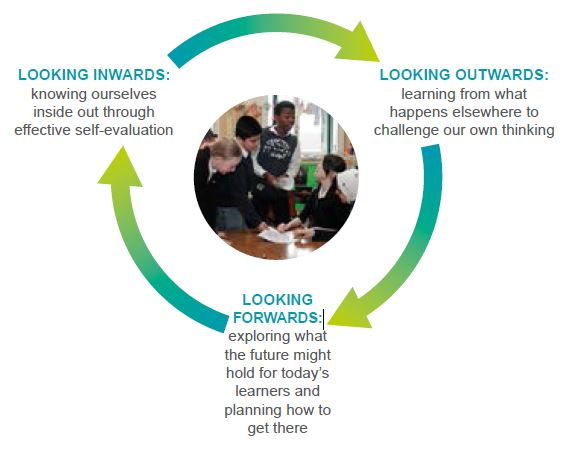 LOOKING INWARDS:
knowing ourselves
inside out through
effective self-evaluation
LOOKING OUTWARDS:
learning from what
happens elsewhere to
challenge our own thinking
LOOKING
FORWARDS:
exploring what
the future might
hold for today’s
learners and
planning how to
get there